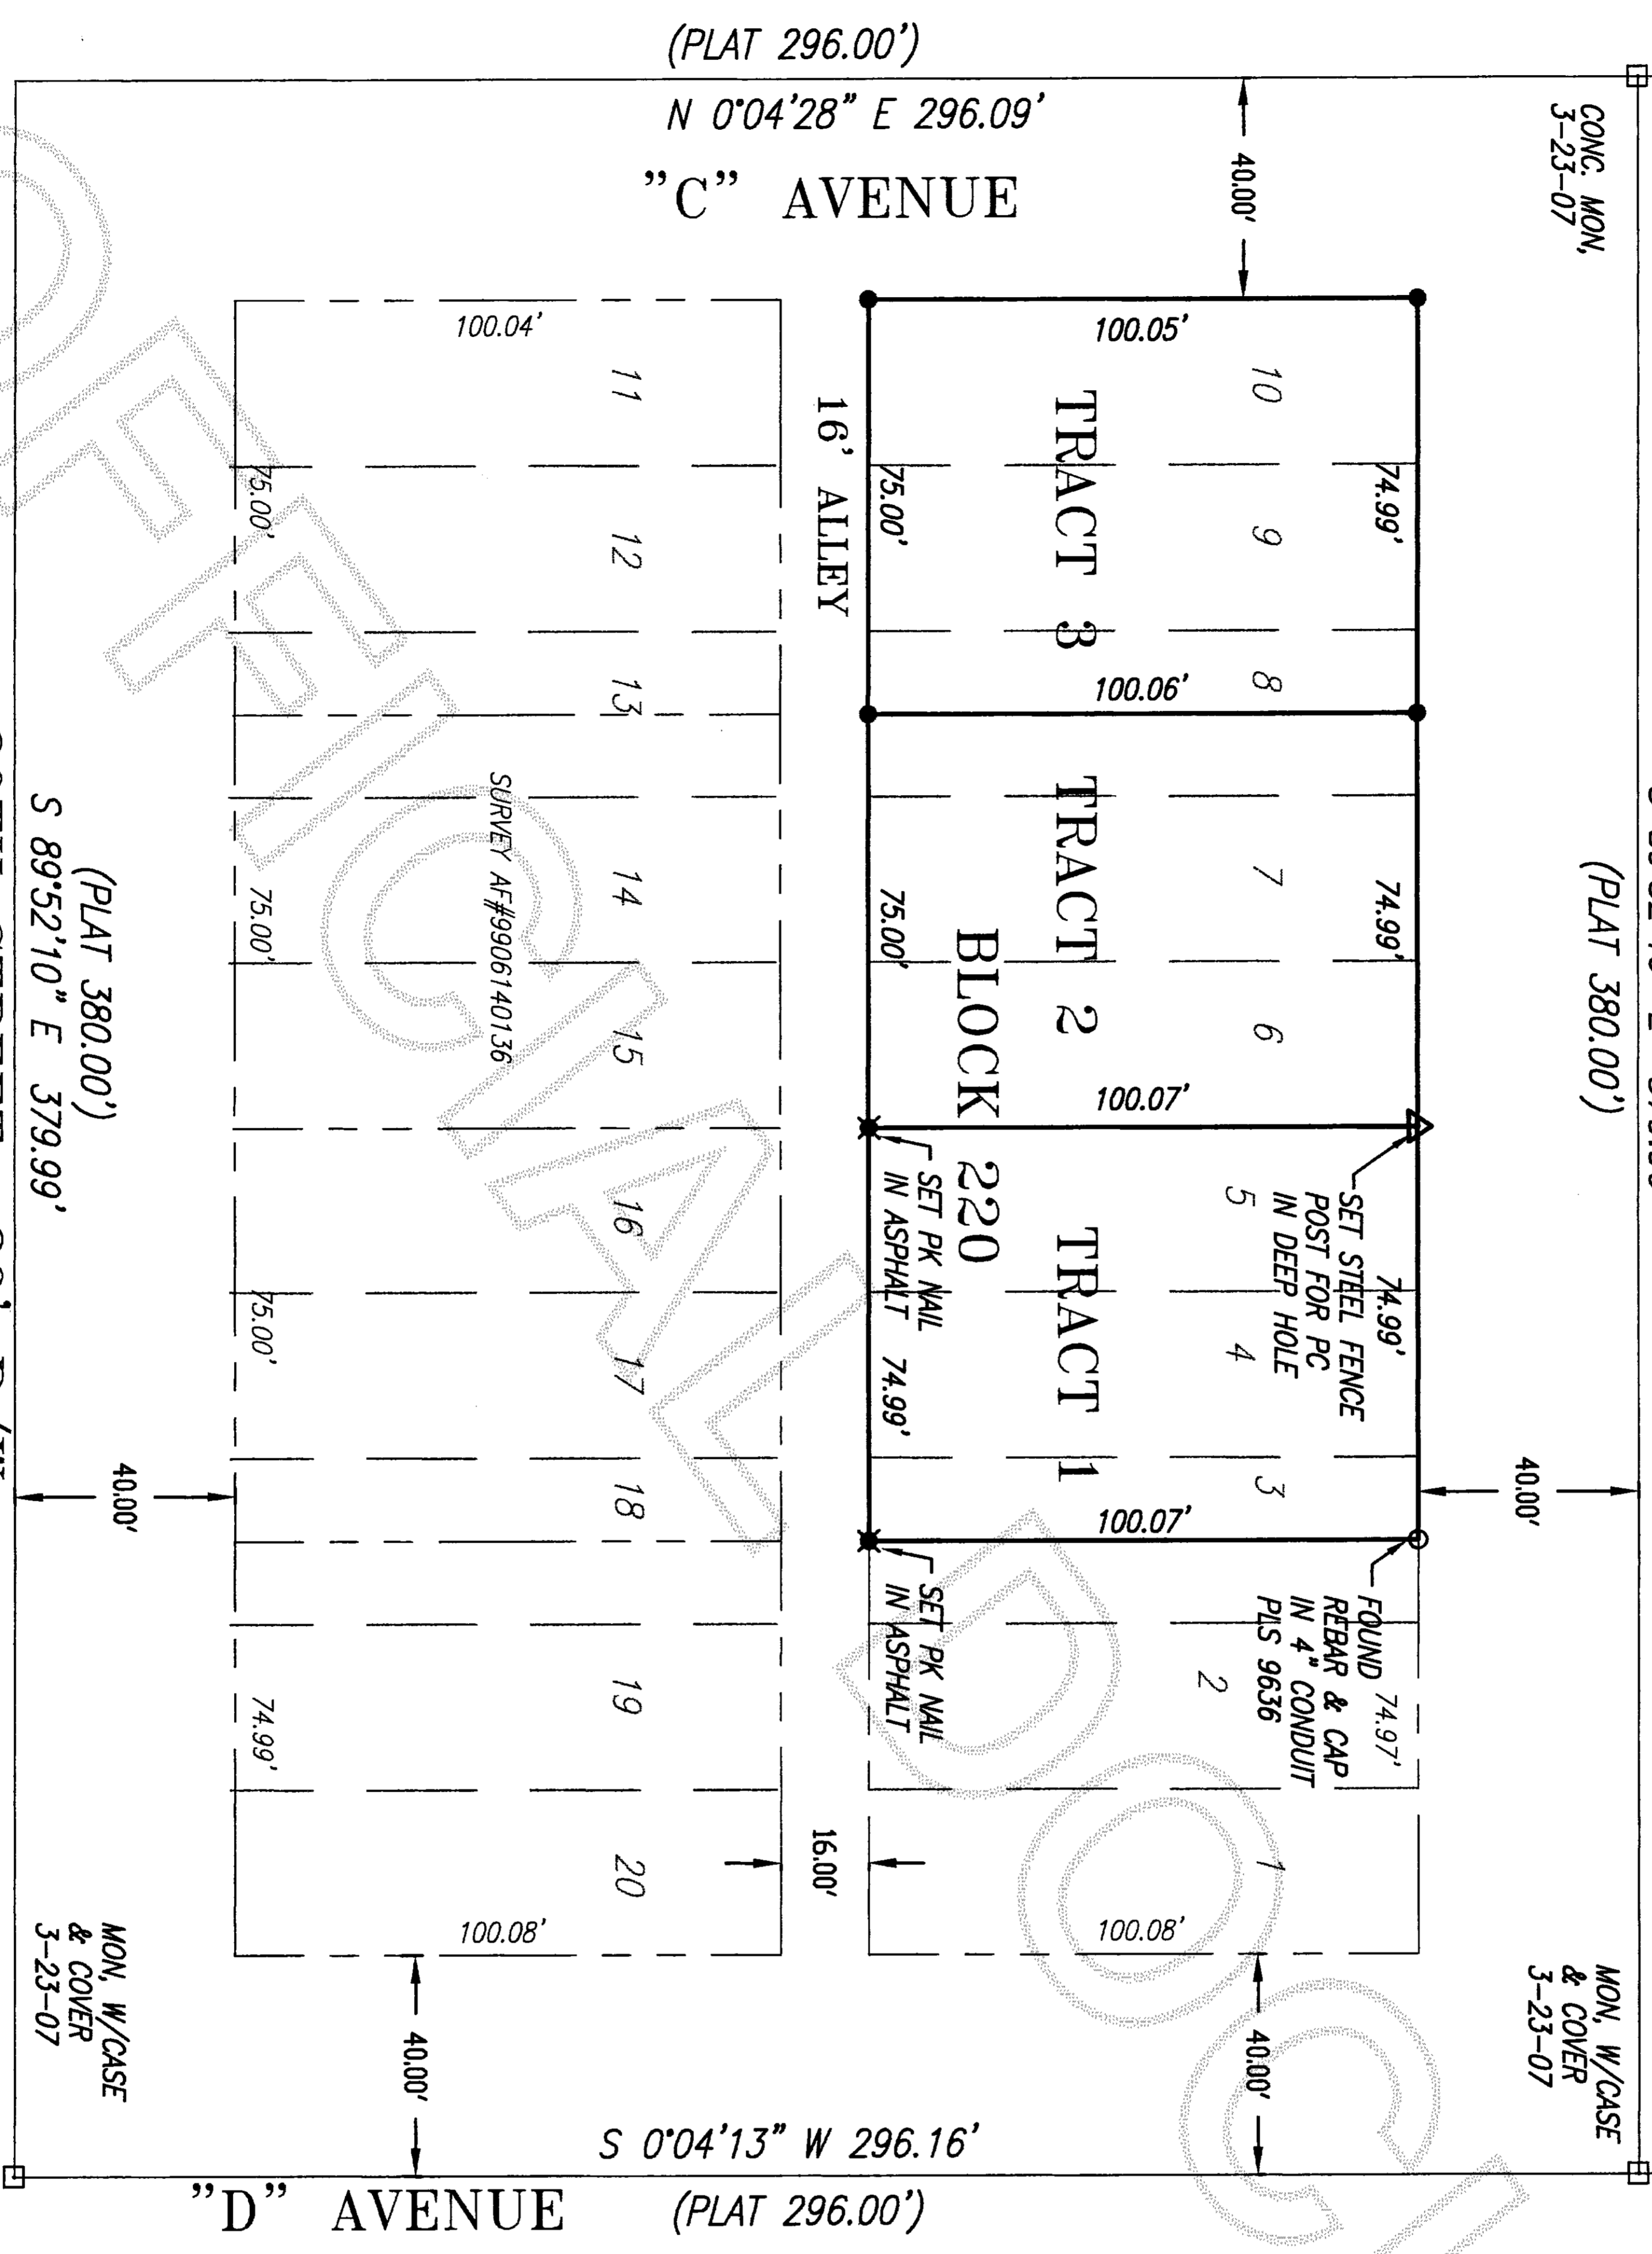 (PLAT 296.00')
N 0°04'28" E 296.09'
"C" AVENUE
CONC. MON,
3-23-07
40.00'
(PLAT 380.00')
100.05'
10
9
8
74.99'
75.00'
TRACT 3
100.06'
16' ALLEY
100.04'
11
12
13
75.00'
TRACT 2
7
6
74.99'
75.00'
BLOCK 220
100.07'
SET STEEL FENCE
POST FOR PC
IN DEEP HOLE
SET PK NAIL
IN ASPHALT
TRACT 1
5
4
3
74.99'
74.99'
100.07'
40.00'
FOUND
REBAR & CAP
IN 4" CONDUIT
PLS 9636
74.97'
SET PK NAIL
IN ASPHALT
2
1
100.08'
16.00'
14
15
16
17
18
19
20
SURVEY AF#9906140136
75.00'
75.00'
74.99'
100.08'
(PLAT 380.00')
S 89°52'10" E 379.99'
40.00'
40.00'
40.00'
MON, W/CASE
& COVER
3-23-07
MON, W/CASE
& COVER
3-23-07
S 0°04'13" W 296.16'
"D" AVENUE
(PLAT 296.00')